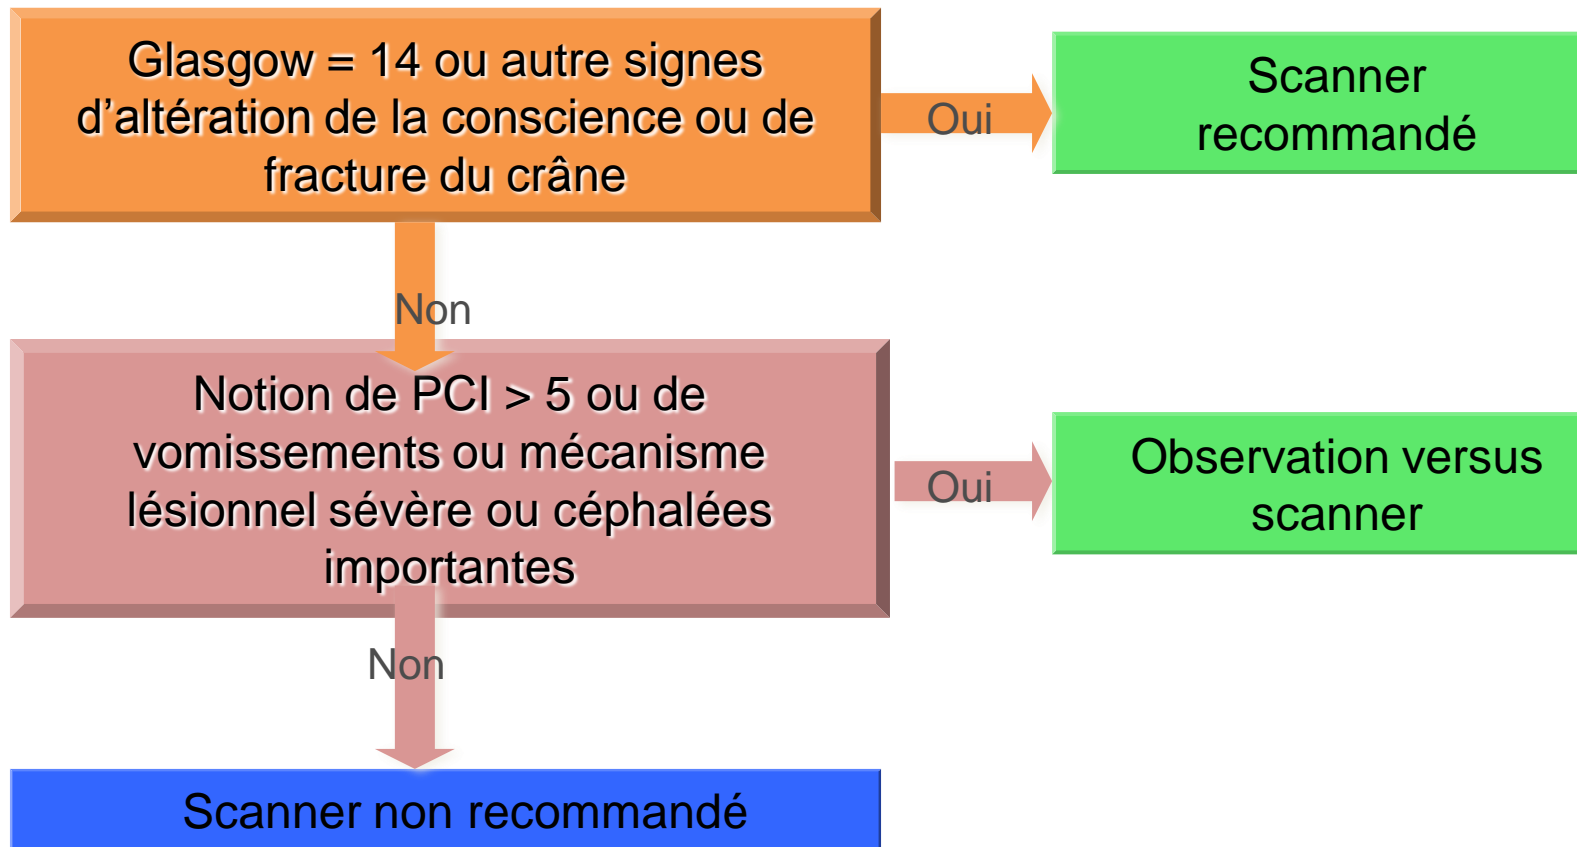 Glasgow = 14 ou autre signes
d'altération de la conscience ou de
fracture du crâne
Oui
Scanner
recommandé
Non
Notion de PCI > 5 ou de
vomissements ou mécanisme
lésionnel sévère ou céphalées
importantes
Oui
Observation versus
scanner
Non
Scanner non recommandé